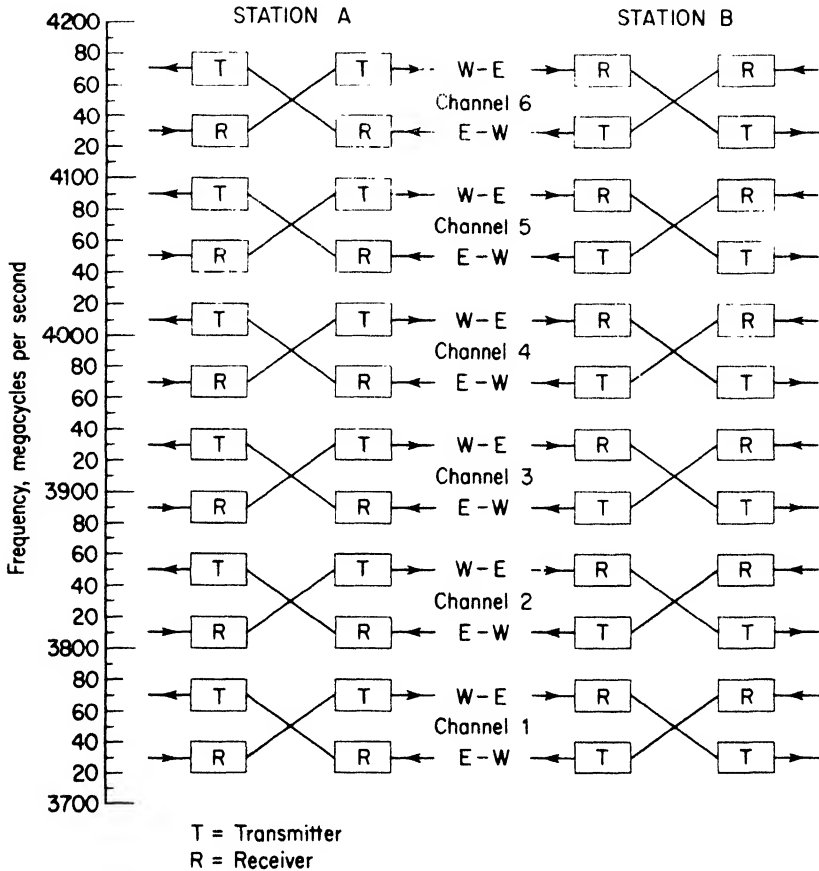 STATION A STATION B
4200
80
T T W-E R R
60
Channel 6
40
R R E-W T T
20
4100
T T W-E R R
80
Channel 5
60
R R E-W T T
40
20
T T W-E R R
4000
Channel 4
80
R R E-W T T
60
40
T T W-E R R
20
Channel 3
3900
R R E-W T T
80
60
T T W-E R R
40
Channel 2
20
R R E-W T T
3800
80
T T W-E R R
60
Channel 1
40
R R E-W T T
20
3700
Frequency, megacycles per second
T = Transmitter
R = Receiver